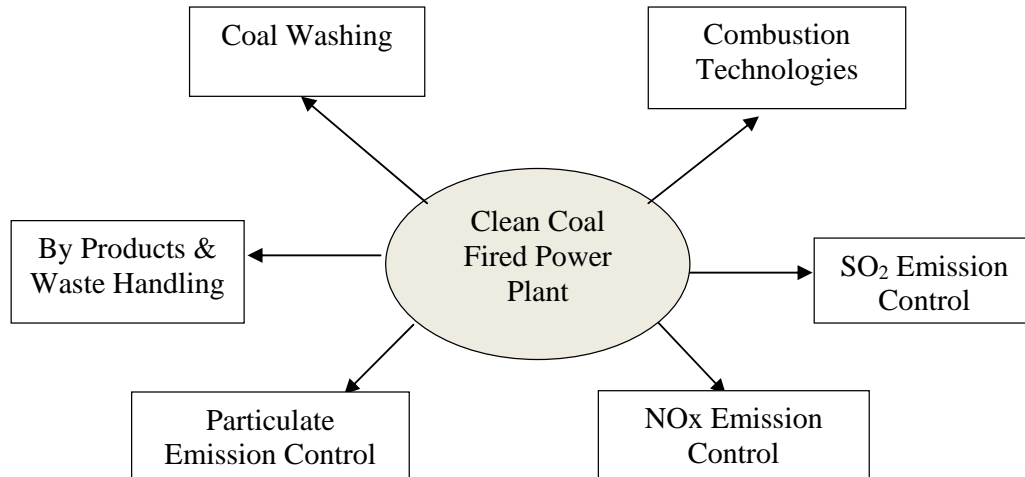 Coal Washing
Combustion
Technologies
Clean Coal
Fired Power
Plant
By Products &
Waste Handling
SO₂ Emission
Control
Particulate
Emission Control
NOx Emission
Control